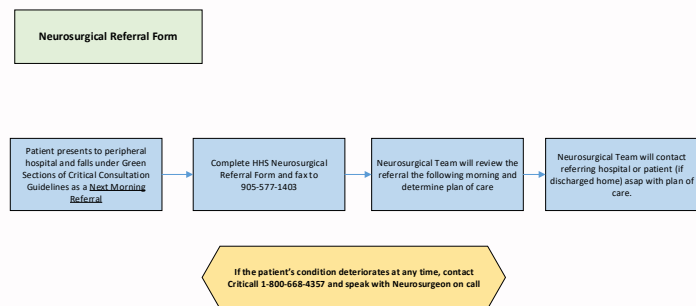 Neurosurgical Referral Form
Patient presents to peripheral
hospital and falls under Green
Sections of Critical Consultation
Guidelines as a Next Morning
Referral
Complete HHS Neurosurgical
Referral Form and fax to
905-577-1403
Neurosurgical Team will review the
referral the following morning and
determine plan of care
Neurosurgical Team will contact
referring hospital or patient (if
discharged home) asap with plan of
care.
If the patient's condition deteriorates at any time, contact
Criticall 1-800-668-4357 and speak with Neurosurgeon on call